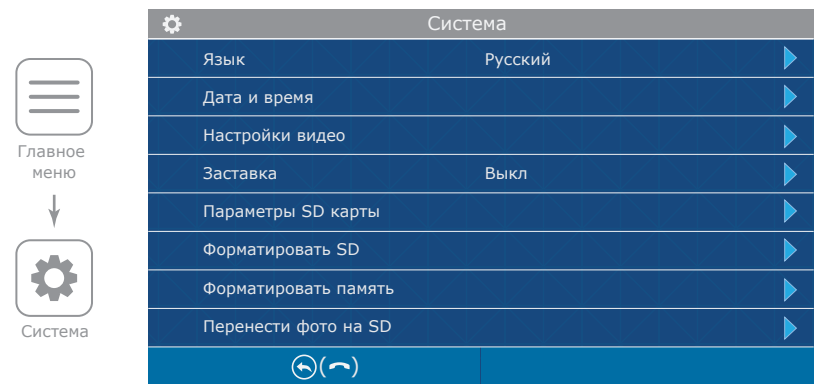 Главное
меню
Система
Система
Язык Русский
Дата и время
Настройки видео
Заставка Выкл
Параметры SD карты
Форматировать SD
Форматировать память
Перенести фото на SD